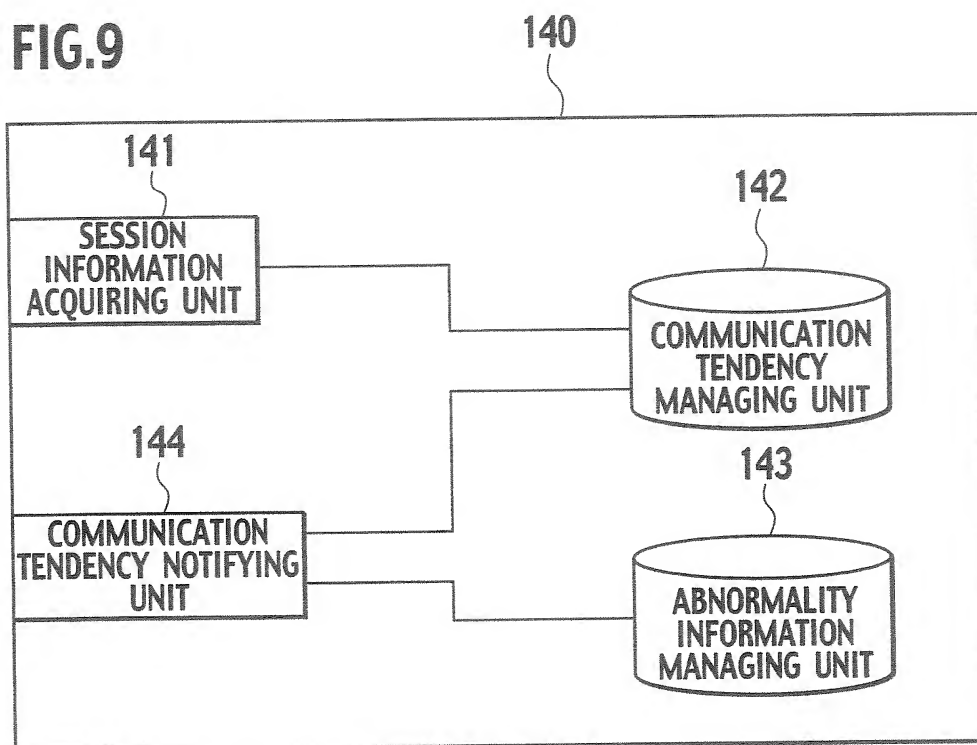 FIG.9
140
141
SESSION
INFORMATION
ACQUIRING UNIT
142
COMMUNICATION
TENDENCY
MANAGING UNIT
144
COMMUNICATION
TENDENCY NOTIFYING
UNIT
143
ABNORMALITY
INFORMATION
MANAGING UNIT